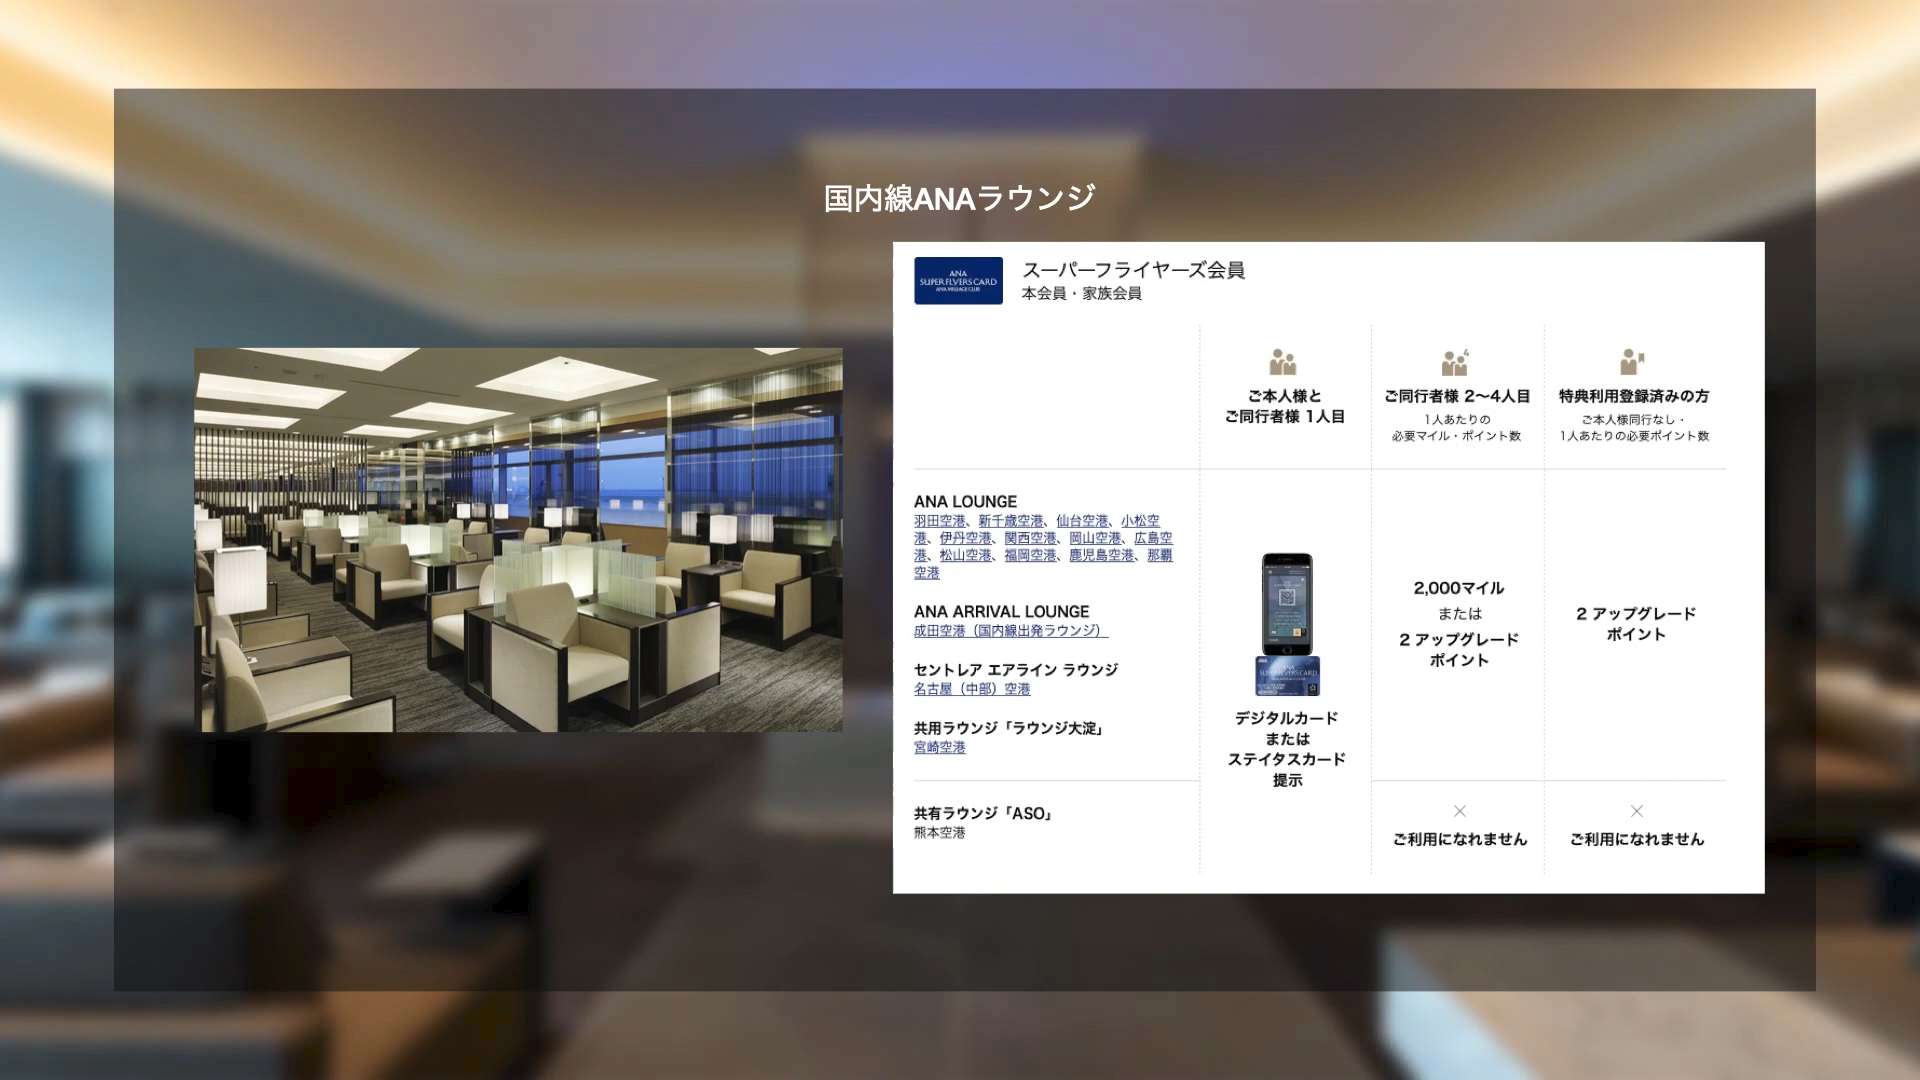 国内線ANAラウンジ
ANA
SUPER FLYERS CARD
ANA MILEAGE CLUB
スーパーフライヤーズ会員
本会員・家族会員
ご本人様と
ご同行者様 1人目
4
ご同行者様 2〜4人目
1人あたりの
必要マイル・ポイント数
特典利用登録済みの方
ご本人様同行なし・
1人あたりの必要ポイント数
ANA LOUNGE
羽田空港、新千歳空港、仙台空港、小松空
港、伊丹空港、関西空港、岡山空港、広島空
港、松山空港、福岡空港、鹿児島空港、那覇
空港
ANA ARRIVAL LOUNGE
成田空港（国内線出発ラウンジ）
セントレア エアライン ラウンジ
名古屋（中部）空港
共用ラウンジ「ラウンジ大淀」
宮崎空港
ANA
SUPER FLYERS CARD
デジタルカード
または
ステイタスカード
提示
2,000マイル
または
2 アップグレード
ポイント
2 アップグレード
ポイント
共有ラウンジ「ASO」
熊本空港
×
ご利用になれません
×
ご利用になれません